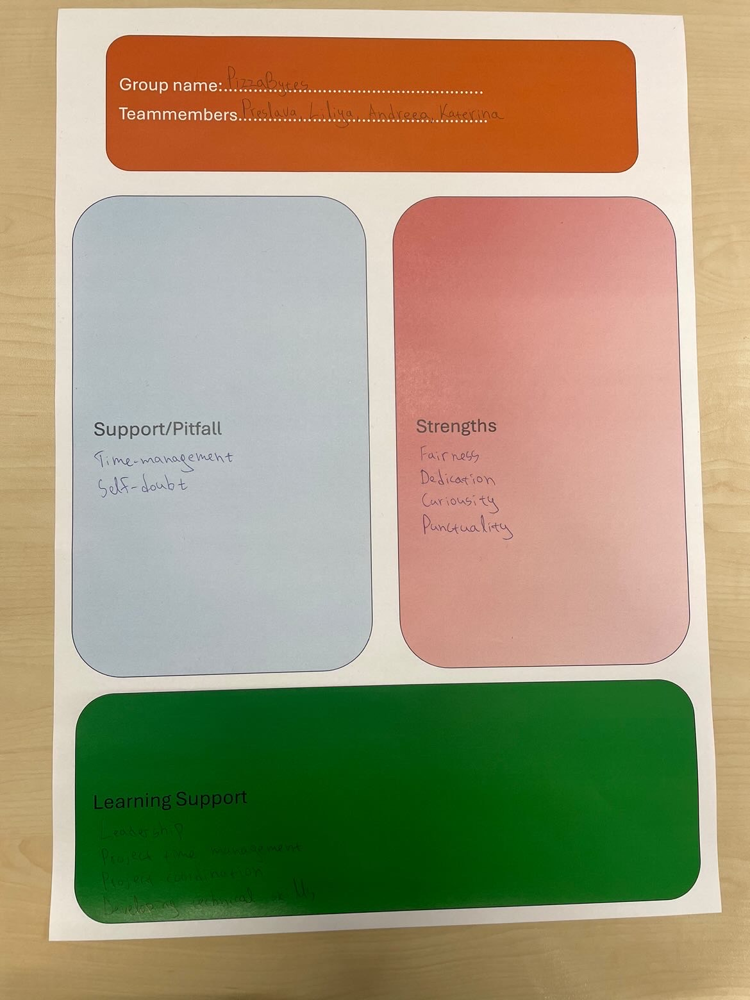 Group name: PizzaBytes
Teammembers Preslava, Liliya, Andreea, Katerina
Support/Pitfall
Time-management
Self-doubt
Strengths
Fairness
Dedication
Curiousity
Punctuality
Learning Support
Leadership
Project time management
Project coordination
Developing technical